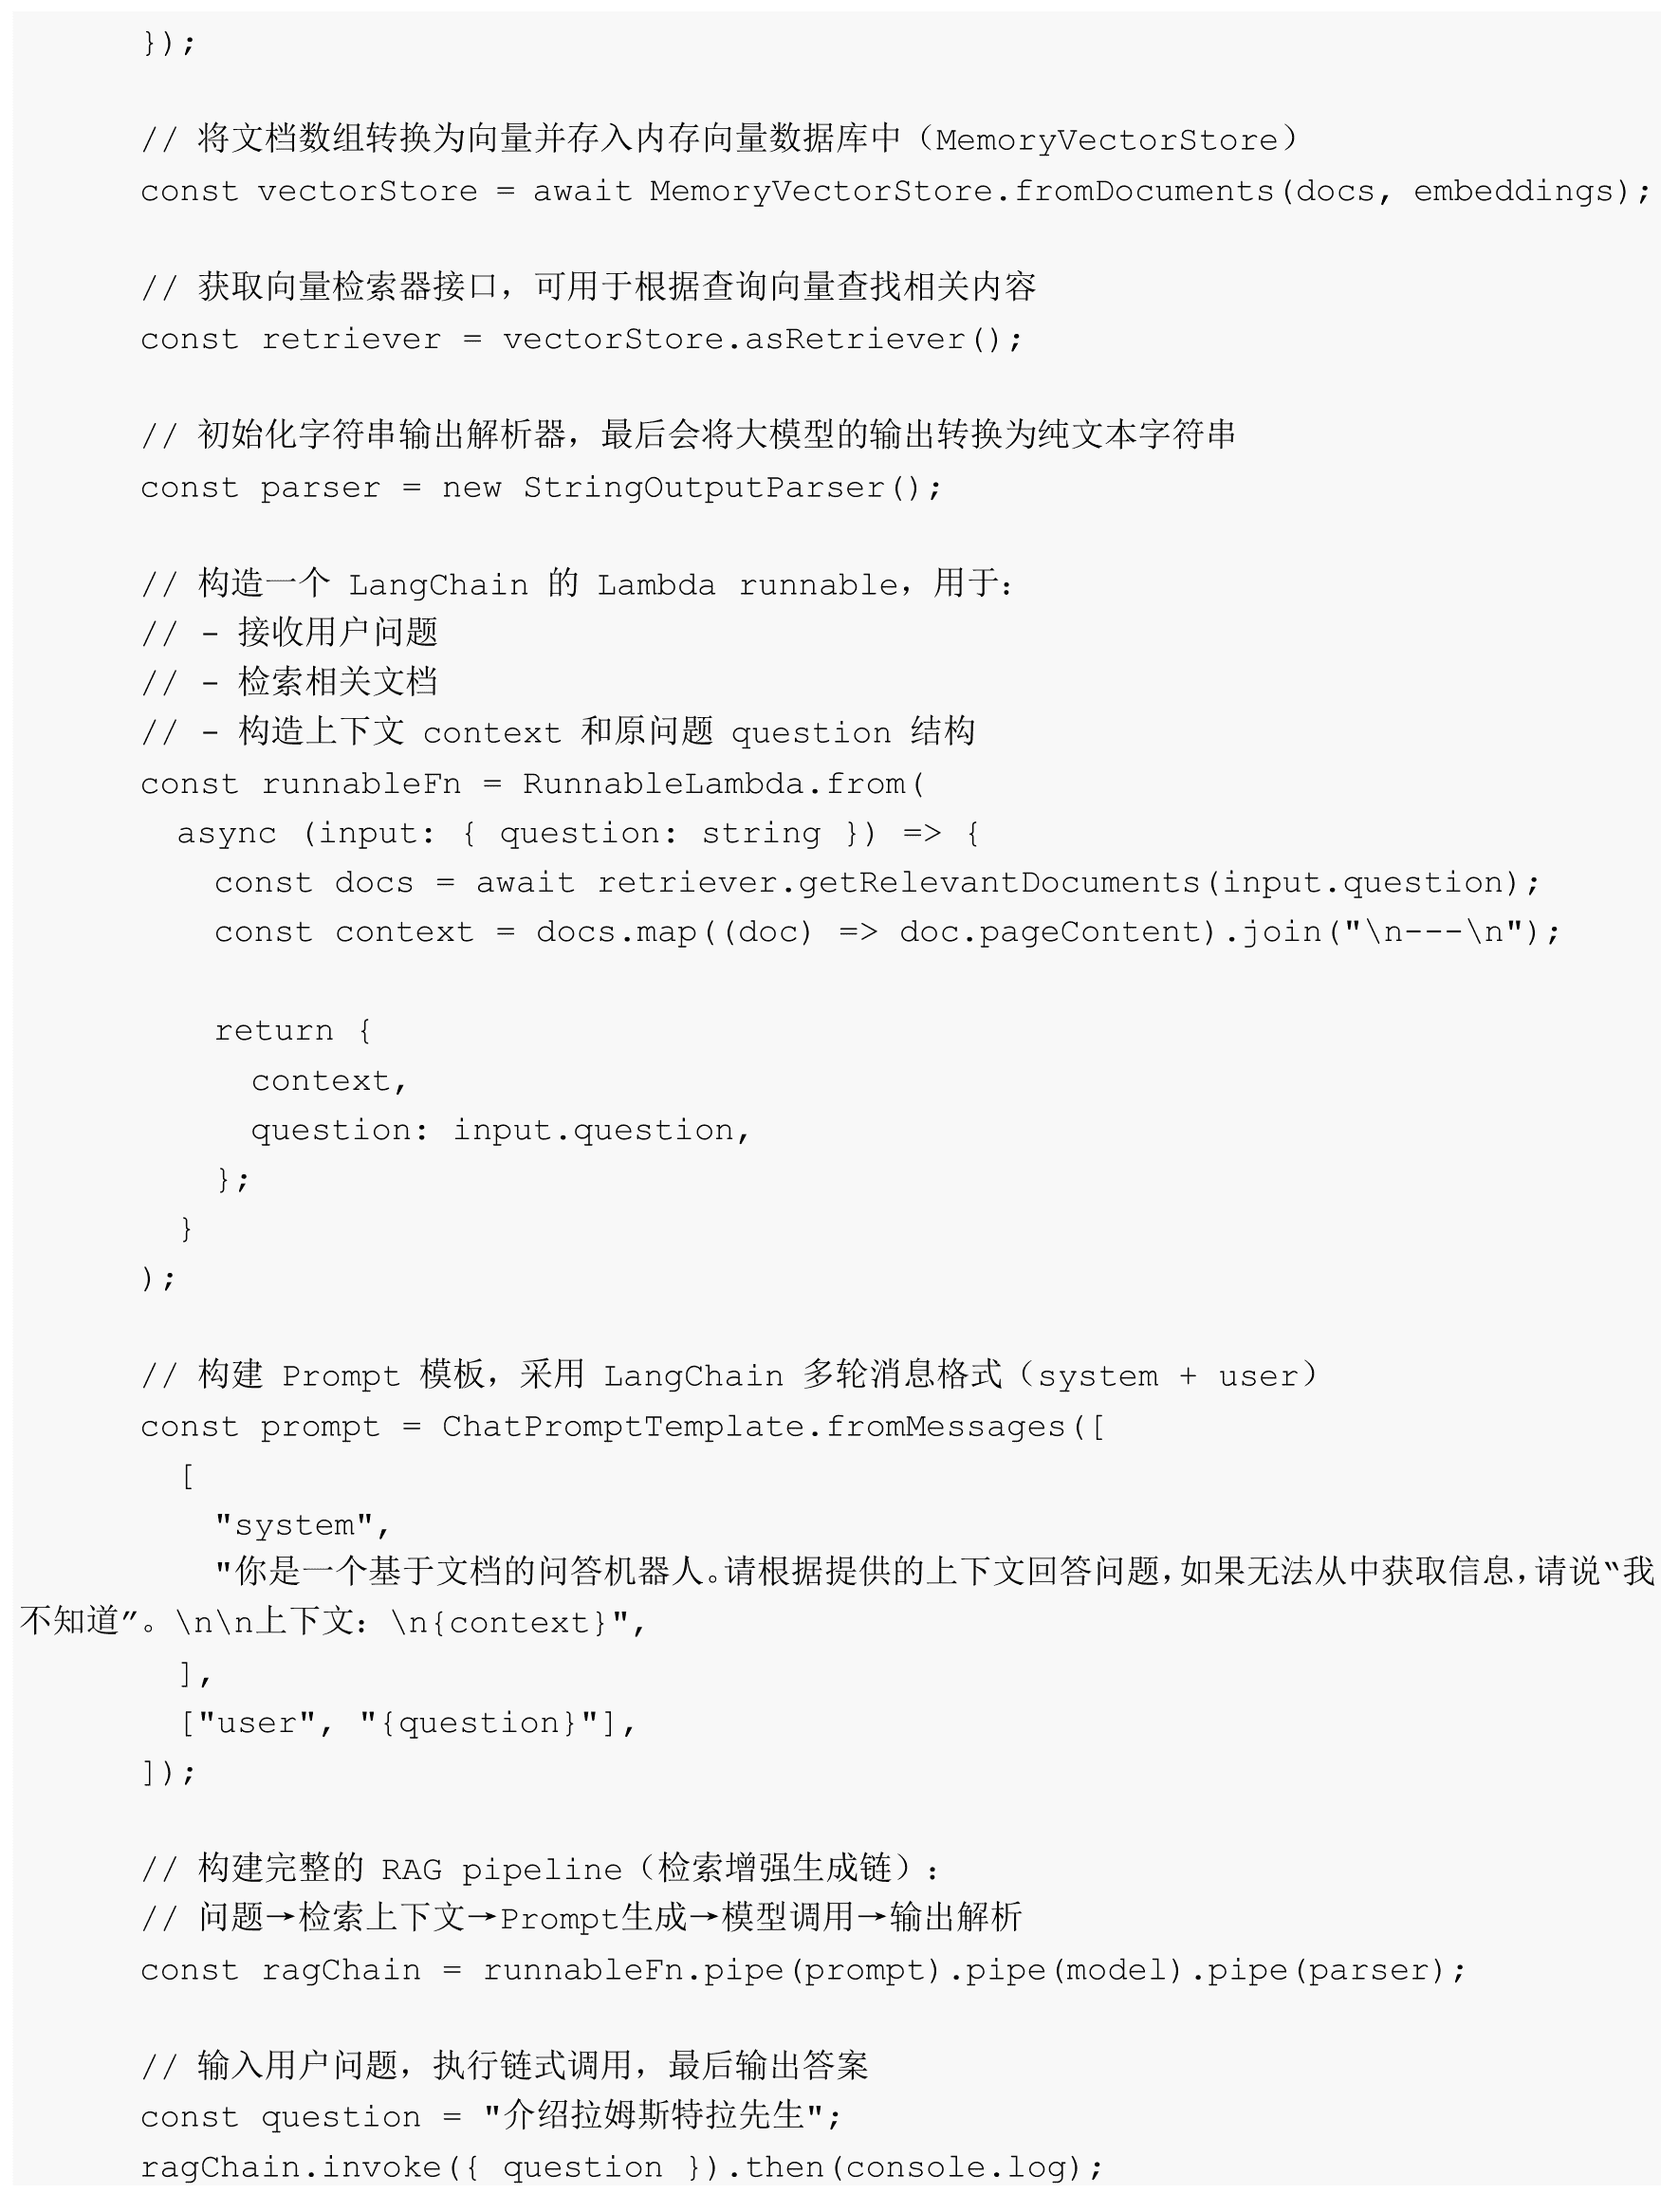 });
// 将文档数组转换为向量并存入内存向量数据库中（MemoryVectorStore）
const vectorStore = await MemoryVectorStore.fromDocuments(docs, embeddings);
// 获取向量检索器接口，可用于根据查询向量查找相关内容
const retriever = vectorStore.asRetriever();
// 初始化字符串输出解析器，最后会将大模型的输出转换为纯文本字符串
const parser = new StringOutputParser();
// 构造一个 LangChain 的 Lambda runnable，用于：
// - 接收用户问题
// - 检索相关文档
// - 构造上下文 context 和原问题 question 结构
const runnableFn = RunnableLambda.from(
async (input: { question: string }) => {
const docs = await retriever.getRelevantDocuments(input.question);
const context = docs.map((doc) => doc.pageContent).join("\n---\n");
return {
context,
question: input.question,
};
}
);
// 构建 Prompt 模板，采用 LangChain 多轮消息格式（system + user）
const prompt = ChatPromptTemplate.fromMessages([
[
"system",
"你是一个基于文档的问答机器人。请根据提供的上下文回答问题，如果无法从中获取信息，请说“我
不知道”。\n\n上下文：\n{context}",
],
["user", "{question}"],
]);
// 构建完整的 RAG pipeline（检索增强生成链）：
// 问题→检索上下文→Prompt生成→模型调用→输出解析
const ragChain = runnableFn.pipe(prompt).pipe(model).pipe(parser);
// 输入用户问题，执行链式调用，最后输出答案
const question = "介绍拉姆斯特拉先生";
ragChain.invoke({ question }).then(console.log);